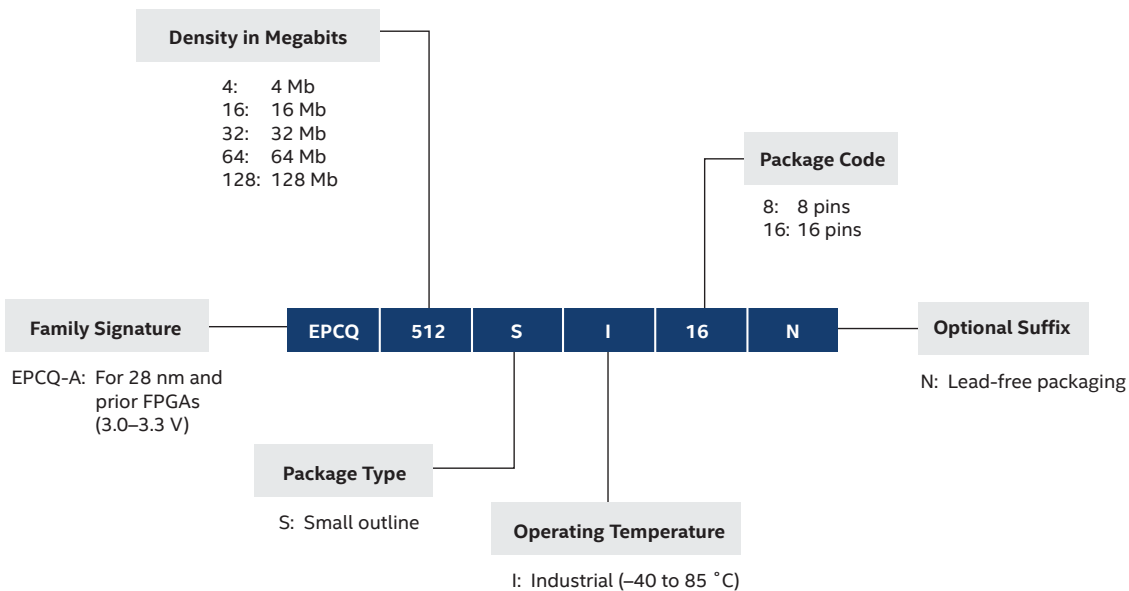 Density in Megabits
4: 4 Mb
16: 16 Mb
32: 32 Mb
64: 64 Mb
128: 128 Mb
Package Code
8: 8 pins
16: 16 pins
Family Signature
EPCQ 512 S I 16 N
Optional Suffix
EPCQ-A: For 28 nm and
prior FPGAs
(3.0–3.3 V)
N: Lead-free packaging
Package Type
S: Small outline
Operating Temperature
I: Industrial (–40 to 85 ˚C)